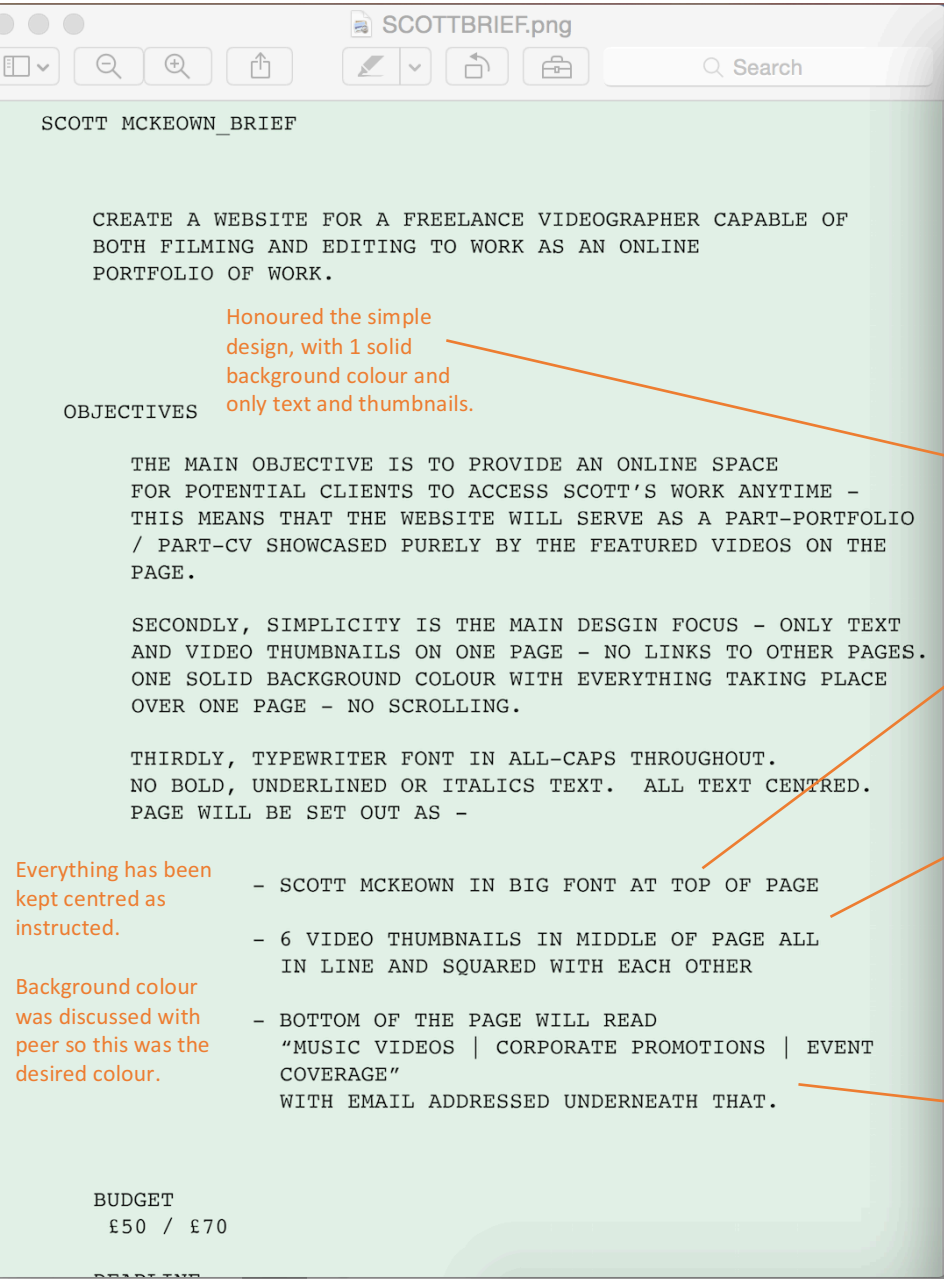 SCOTTBRIEF.png
Search
SCOTT MCKEOWN_BRIEF
CREATE A WEBSITE FOR A FREELANCE VIDEOGRAPHER CAPABLE OF
BOTH FILMING AND EDITING TO WORK AS AN ONLINE
PORTFOLIO OF WORK.
Honoured the simple
design, with 1 solid
background colour and
only text and thumbnails.
OBJECTIVES
THE MAIN OBJECTIVE IS TO PROVIDE AN ONLINE SPACE
FOR POTENTIAL CLIENTS TO ACCESS SCOTT'S WORK ANYTIME –
THIS MEANS THAT THE WEBSITE WILL SERVE AS A PART-PORTFOLIO
/ PART-CV SHOWCASED PURELY BY THE FEATURED VIDEOS ON THE
PAGE.
SECONDLY, SIMPLICITY IS THE MAIN DESGIN FOCUS – ONLY TEXT
AND VIDEO THUMBNAILS ON ONE PAGE – NO LINKS TO OTHER PAGES.
ONE SOLID BACKGROUND COLOUR WITH EVERYTHING TAKING PLACE
OVER ONE PAGE – NO SCROLLING.
THIRDLY, TYPEWRITER FONT IN ALL-CAPS THROUGHOUT.
NO BOLD, UNDERLINED OR ITALICS TEXT.  ALL TEXT CENTRED.
PAGE WILL BE SET OUT AS –
Everything has been
kept centred as
instructed.
– SCOTT MCKEOWN IN BIG FONT AT TOP OF PAGE
– 6 VIDEO THUMBNAILS IN MIDDLE OF PAGE ALL
IN LINE AND SQUARED WITH EACH OTHER
Background colour
was discussed with
peer so this was the
desired colour.
– BOTTOM OF THE PAGE WILL READ
“MUSIC VIDEOS | CORPORATE PROMOTIONS | EVENT
COVERAGE”
WITH EMAIL ADDRESSED UNDERNEATH THAT.
BUDGET
£50 / £70
DEADLINE